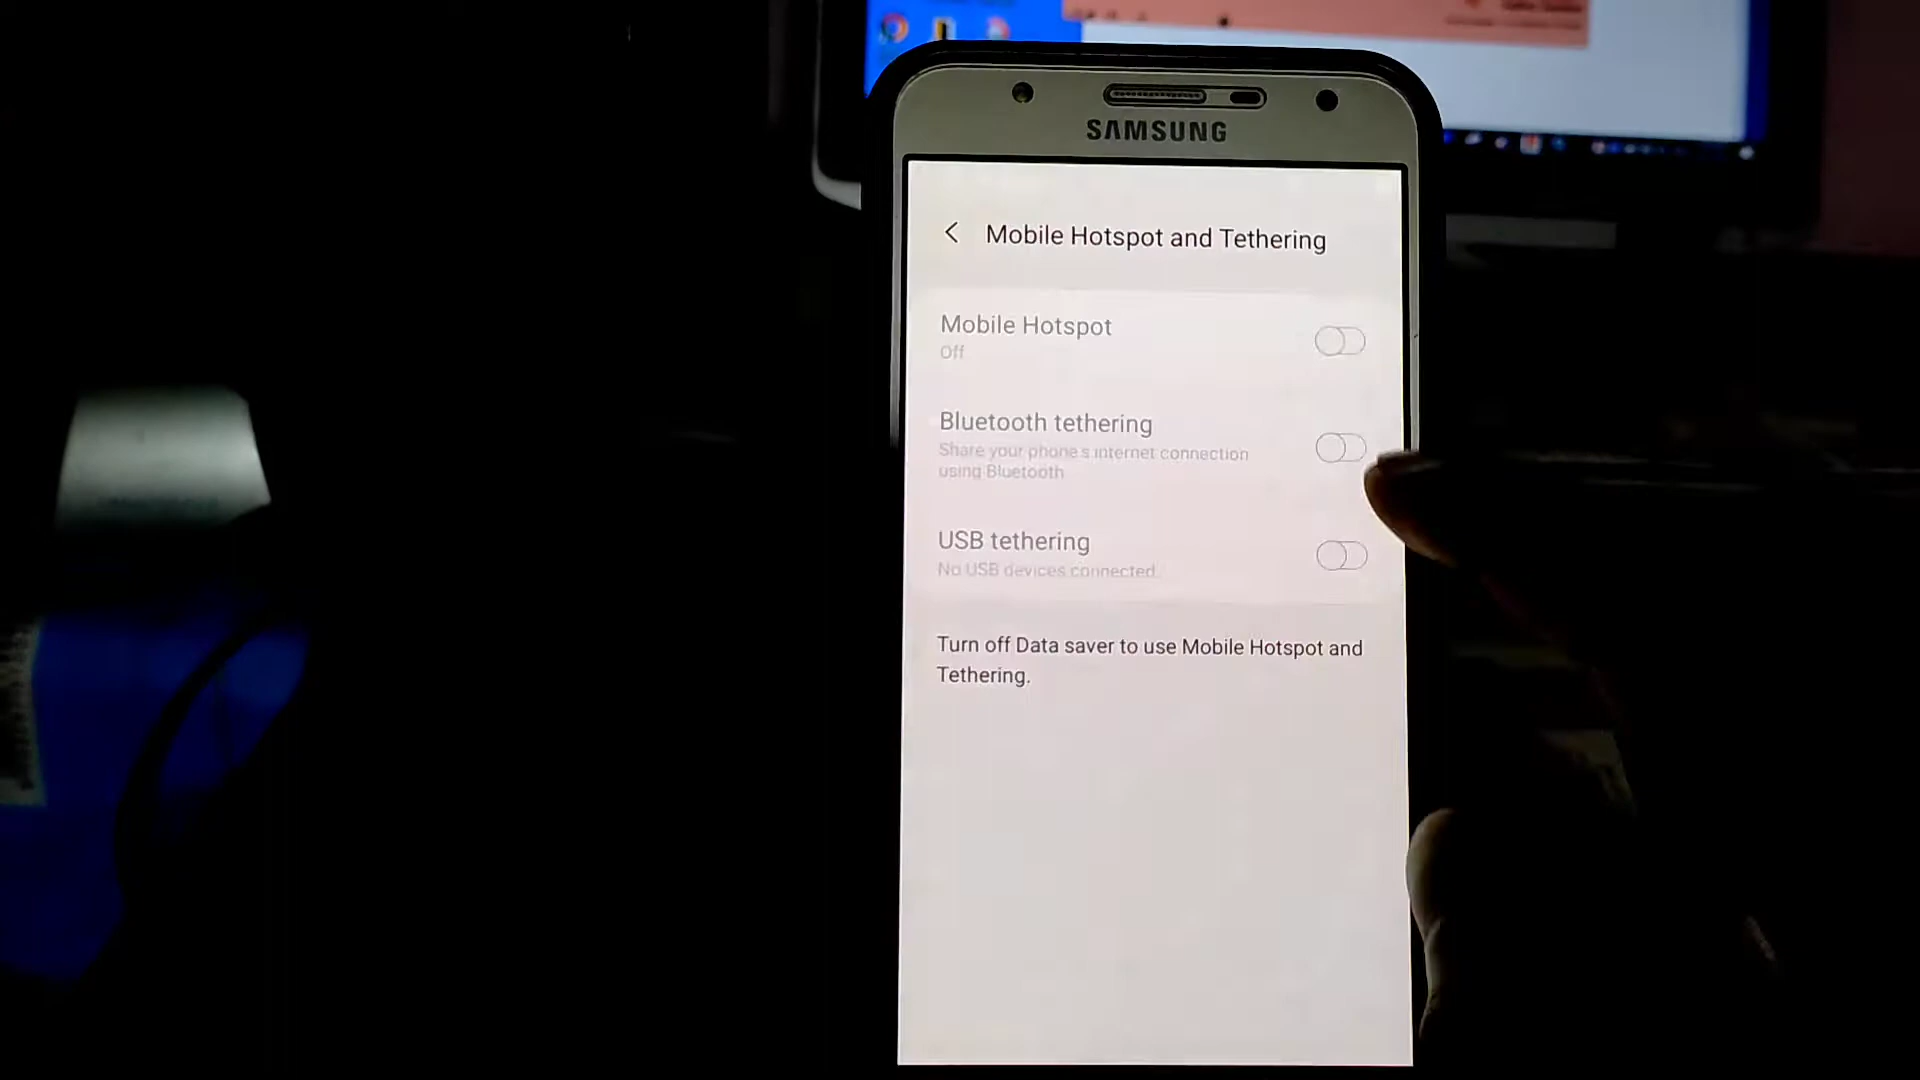 SAMSUNG
Mobile Hotspot and Tethering
Mobile Hotspot
Off
Bluetooth tethering
Share your phone's internet connection
using Bluetooth
USB tethering
No USB devices connected.
Turn off Data saver to use Mobile Hotspot and
Tethering.